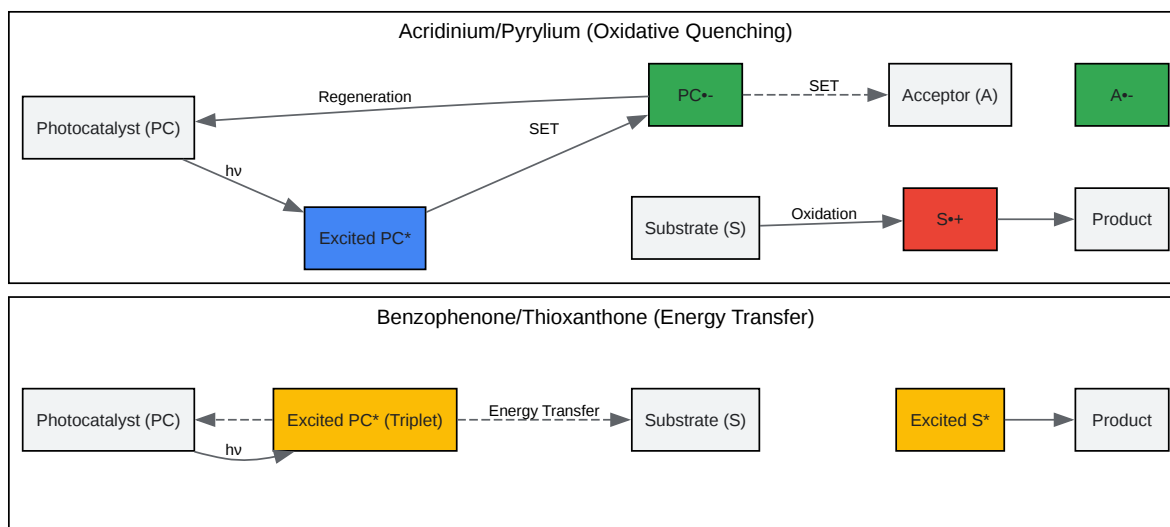 Acridinium/Pyrylium (Oxidative Quenching)
Photocatalyst (PC)
hν
Excited PC*
SET
PC•-
Regeneration
SET
Acceptor (A)
A•-
Substrate (S)
Oxidation
S•+
Product
Benzophenone/Thioxanthone (Energy Transfer)
Photocatalyst (PC)
hν
Excited PC* (Triplet)
Energy Transfer
Substrate (S)
Excited S*
Product